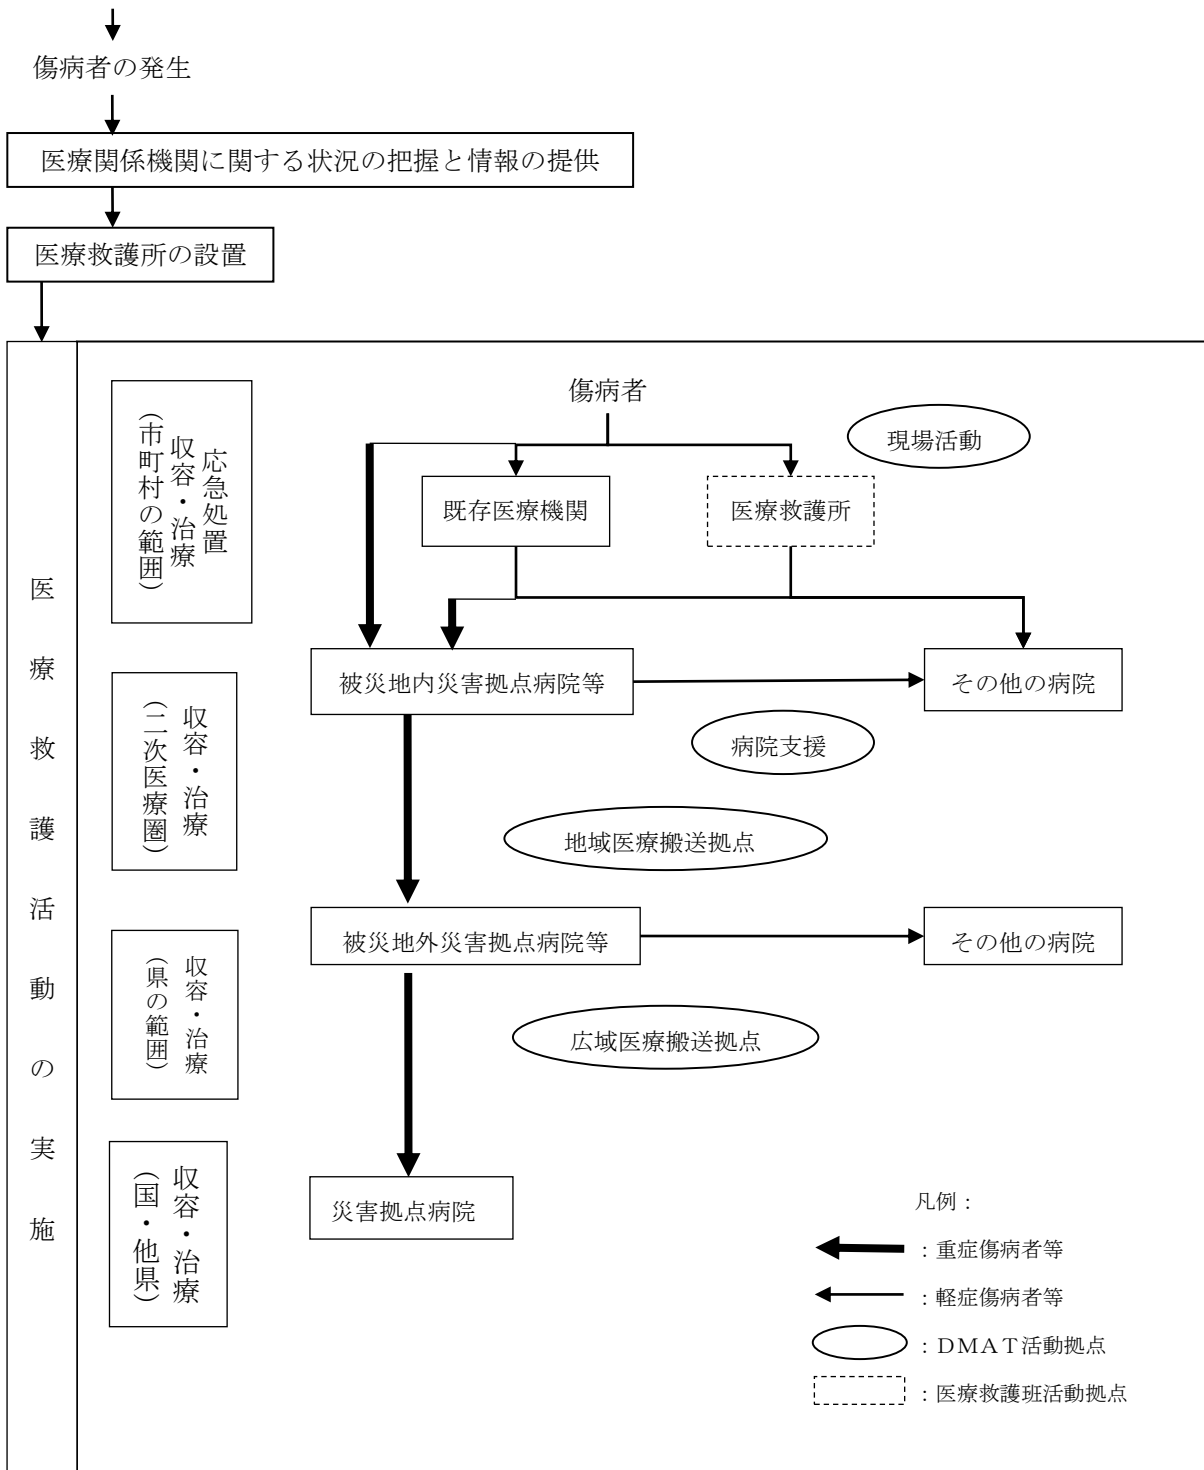 傷病者の発生
医療関係機関に関する状況の把握と情報の提供
医療救護所の設置
医療救護活動の実施
応急処置
収容・治療
(市町村の範囲)
傷病者
現場活動
既存医療機関
医療救護所
収容・治療
(二次医療圏)
被災地内災害拠点病院等
その他の病院
病院支援
地域医療搬送拠点
収容・治療
(県の範囲)
被災地外災害拠点病院等
その他の病院
広域医療搬送拠点
収容・治療
(国・他県)
災害拠点病院
凡例:
:重症傷病者等
:軽症傷病者等
:DMAT活動拠点
:医療救護班活動拠点